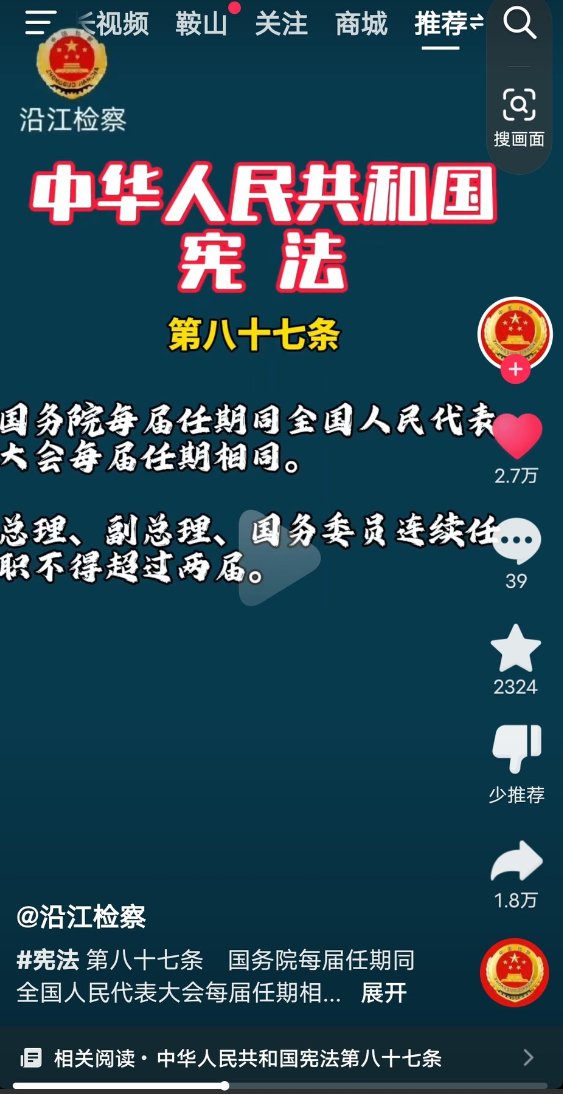 长视频 鞍山 关注 商城 推荐
搜画面
沿江检察
中华人民共和国
宪 法
第八十七条
国务院每届任期同全国人民代表
大会每届任期相同。
总理、副总理、国务委员连续任
职不得超过两届。
2.7万
39
2324
少推荐
1.8万
@沿江检察
#宪法 第八十七条 国务院每届任期同
全国人民代表大会每届任期相... 展开
相关阅读·中华人民共和国宪法第八十七条